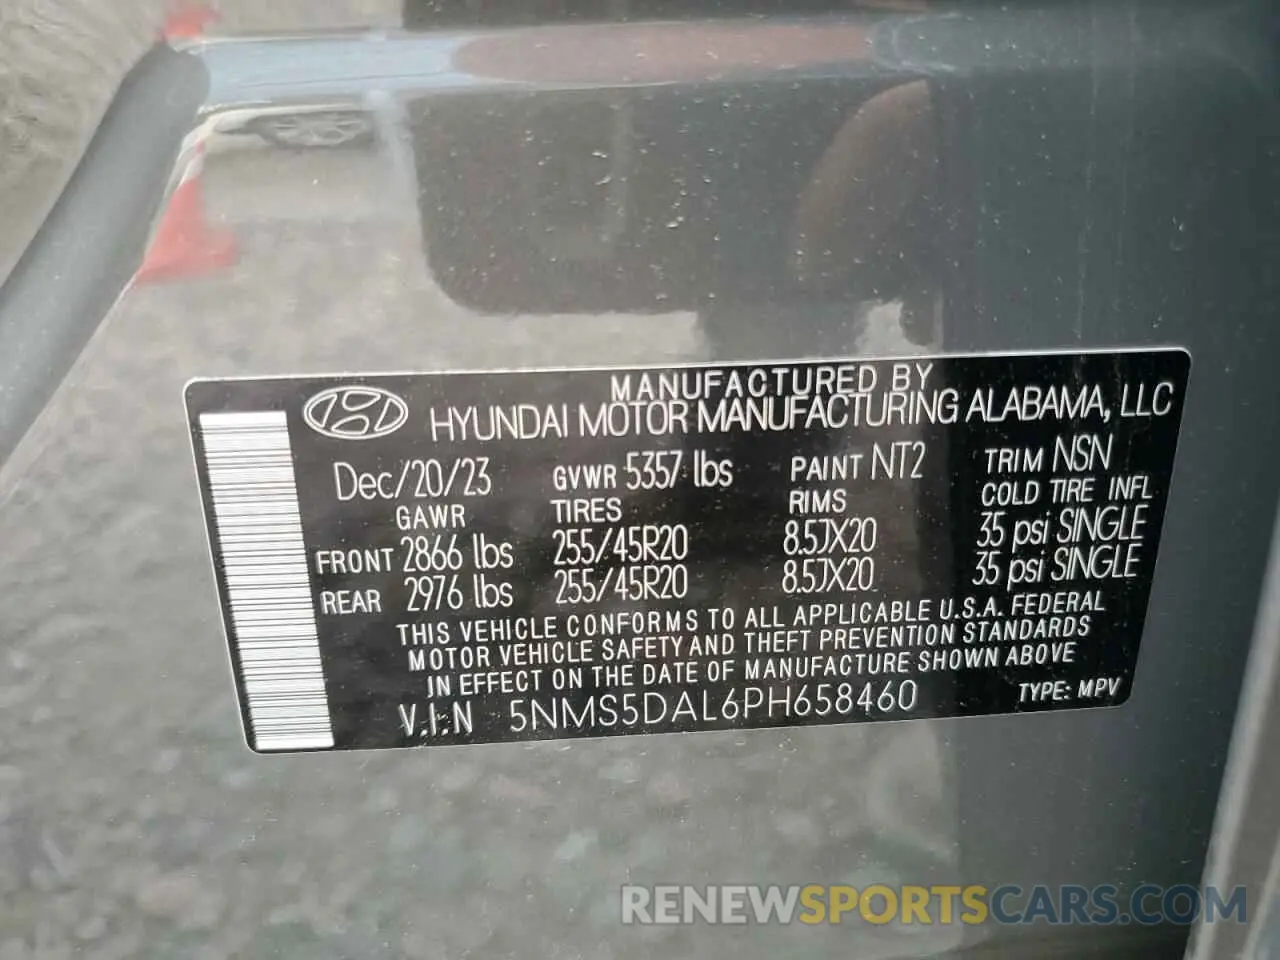 MANUFACTURED BY
HYUNDAI MOTOR MANUFACTURING ALABAMA, LLC
Dec/20/23 GVWR 5357 lbs PAINT NT2 TRIM NSN
GAWR TIRES RIMS COLD TIRE INFL
FRONT 2866 lbs 255/45R20 8.5JX20 35 psi SINGLE
REAR 2976 lbs 255/45R20 8.5JX20 35 psi SINGLE
THIS VEHICLE CONFORMS TO ALL APPLICABLE U.S.A. FEDERAL
MOTOR VEHICLE SAFETY AND THEFT PREVENTION STANDARDS
IN EFFECT ON THE DATE OF MANUFACTURE SHOWN ABOVE
V.I.N 5NMS5DAL6PH658460 TYPE: MPV
RENEWSPORTSCARS.COM